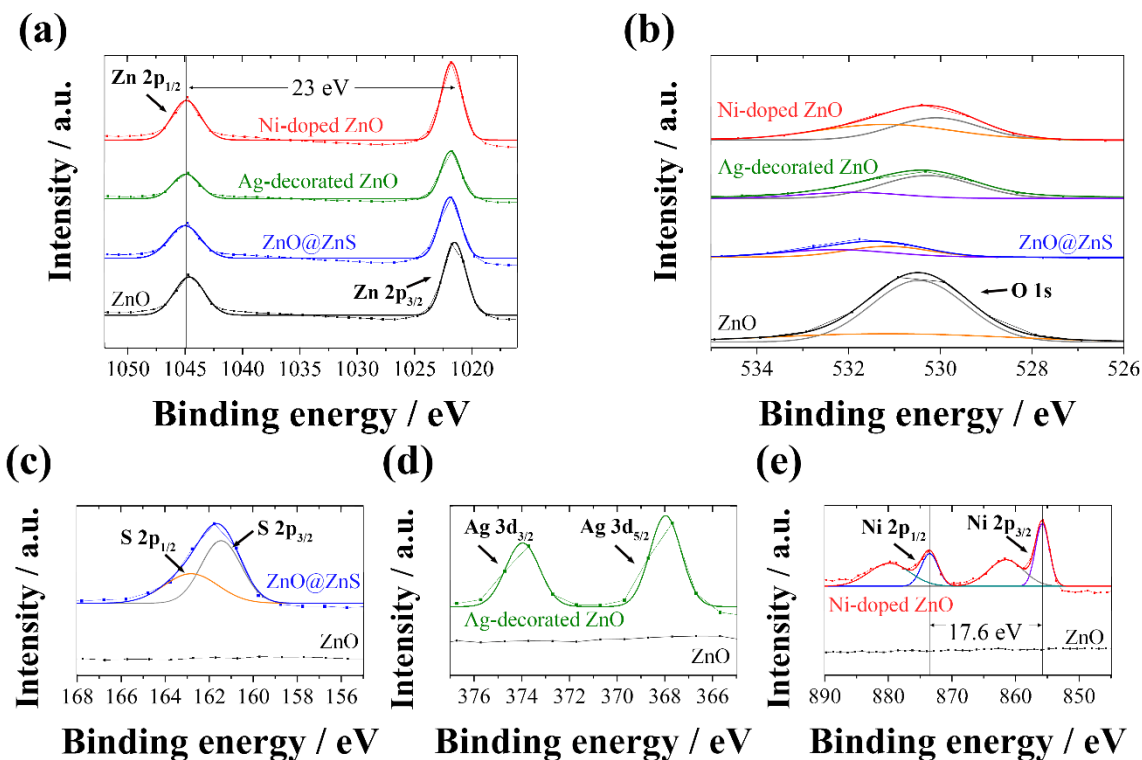 (a)
Intensity / a.u.
Zn 2p1/2
23 eV
Ni-doped ZnO
Ag-decorated ZnO
ZnO@ZnS
Zn 2p3/2
ZnO
1050 1045 1040 1035 1030 1025 1020
Binding energy / eV
(b)
Intensity / a.u.
Ni-doped ZnO
Ag-decorated ZnO
ZnO@ZnS
O 1s
ZnO
534 532 530 528 526
Binding energy / eV
(c)
Intensity / a.u.
S 2p1/2
S 2p3/2
ZnO@ZnS
ZnO
168 166 164 162 160 158 156
Binding energy / eV
(d)
Intensity / a.u.
Ag 3d3/2
Ag 3d5/2
Ag-decorated ZnO
ZnO
376 374 372 370 368 366
Binding energy / eV
(e)
Intensity / a.u.
Ni 2p1/2
Ni 2p3/2
Ni-doped ZnO
17.6 eV
ZnO
890 880 870 860 850
Binding energy / eV